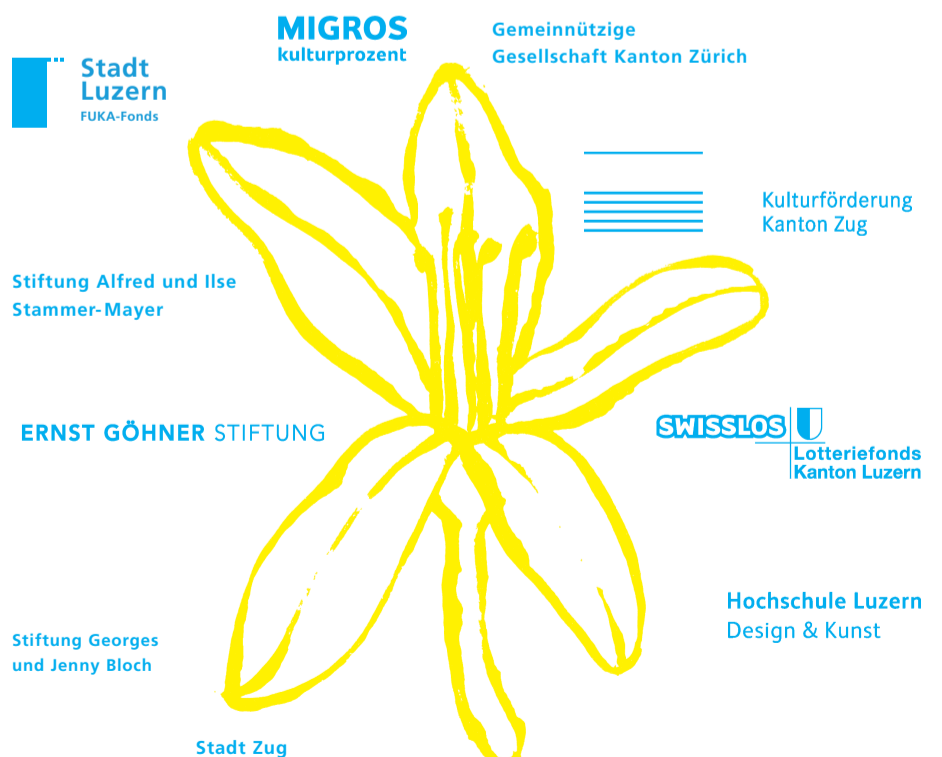 MIGROS
kulturprozent
Gemeinnützige
Gesellschaft Kanton Zürich
Stadt
Luzern
FUKA-Fonds
Kulturförderung
Kanton Zug
Stiftung Alfred und Ilse
Stammer-Mayer
ERNST GÖHNER STIFTUNG
SWISSLOS
Lotteriefonds
Kanton Luzern
Hochschule Luzern
Design & Kunst
Stiftung Georges
und Jenny Bloch
Stadt Zug